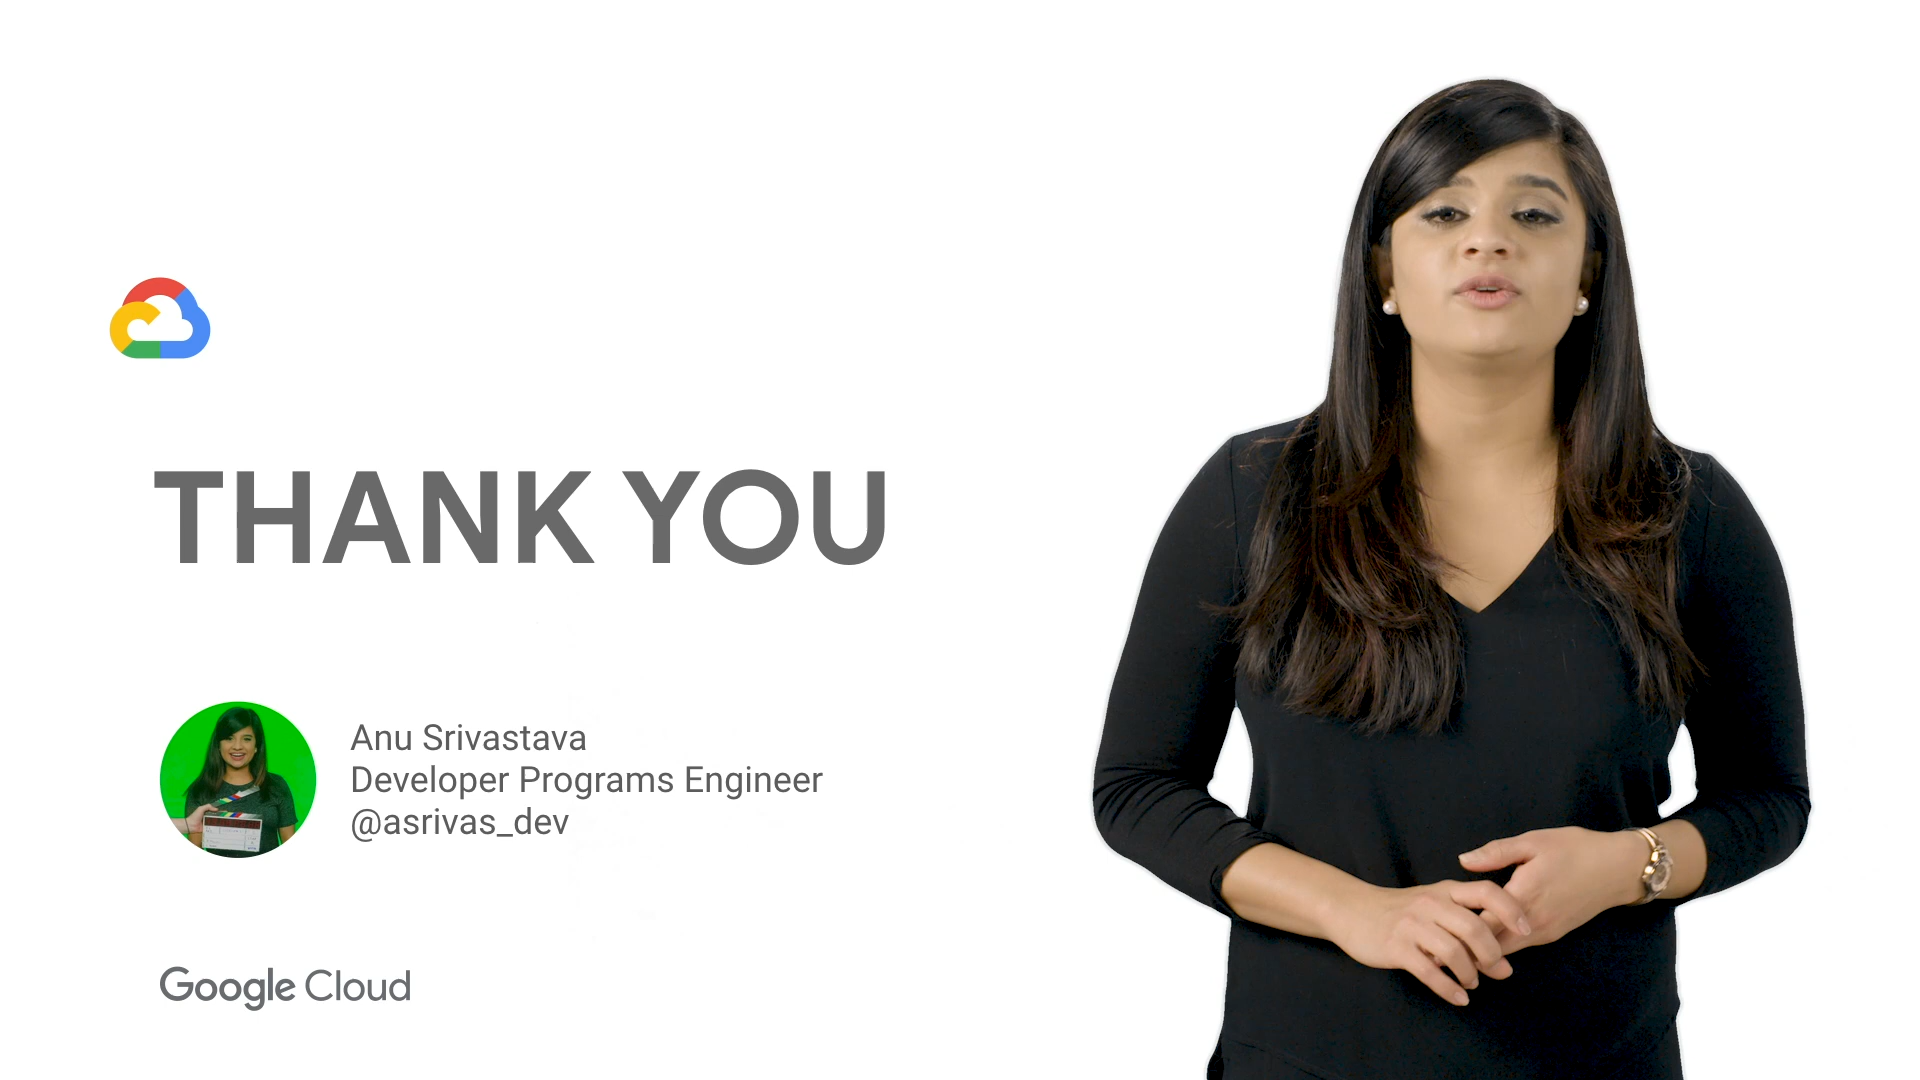 THANK YOU
Anu Srivastava
Developer Programs Engineer
@asrivas_dev
Google Cloud